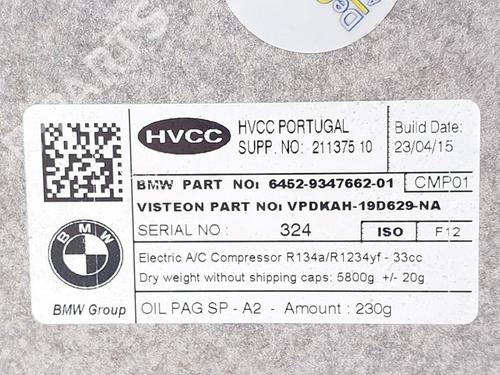 HVCC
HVCC PORTUGAL
SUPP. NO: 211375 10
Build Date:
23/04/15
BMW PART NO: 6452-9347662-01
CMP01
VISTEON PART NO: VPDKAH-19D629-NA
SERIAL NO: 324
ISO
F12
BMW
BMW Group
Electric A/C Compressor R134a/R1234yf - 33cc
Dry weight without shipping caps: 5800g +/- 20g
OIL PAG SP - A2 - Amount : 230g